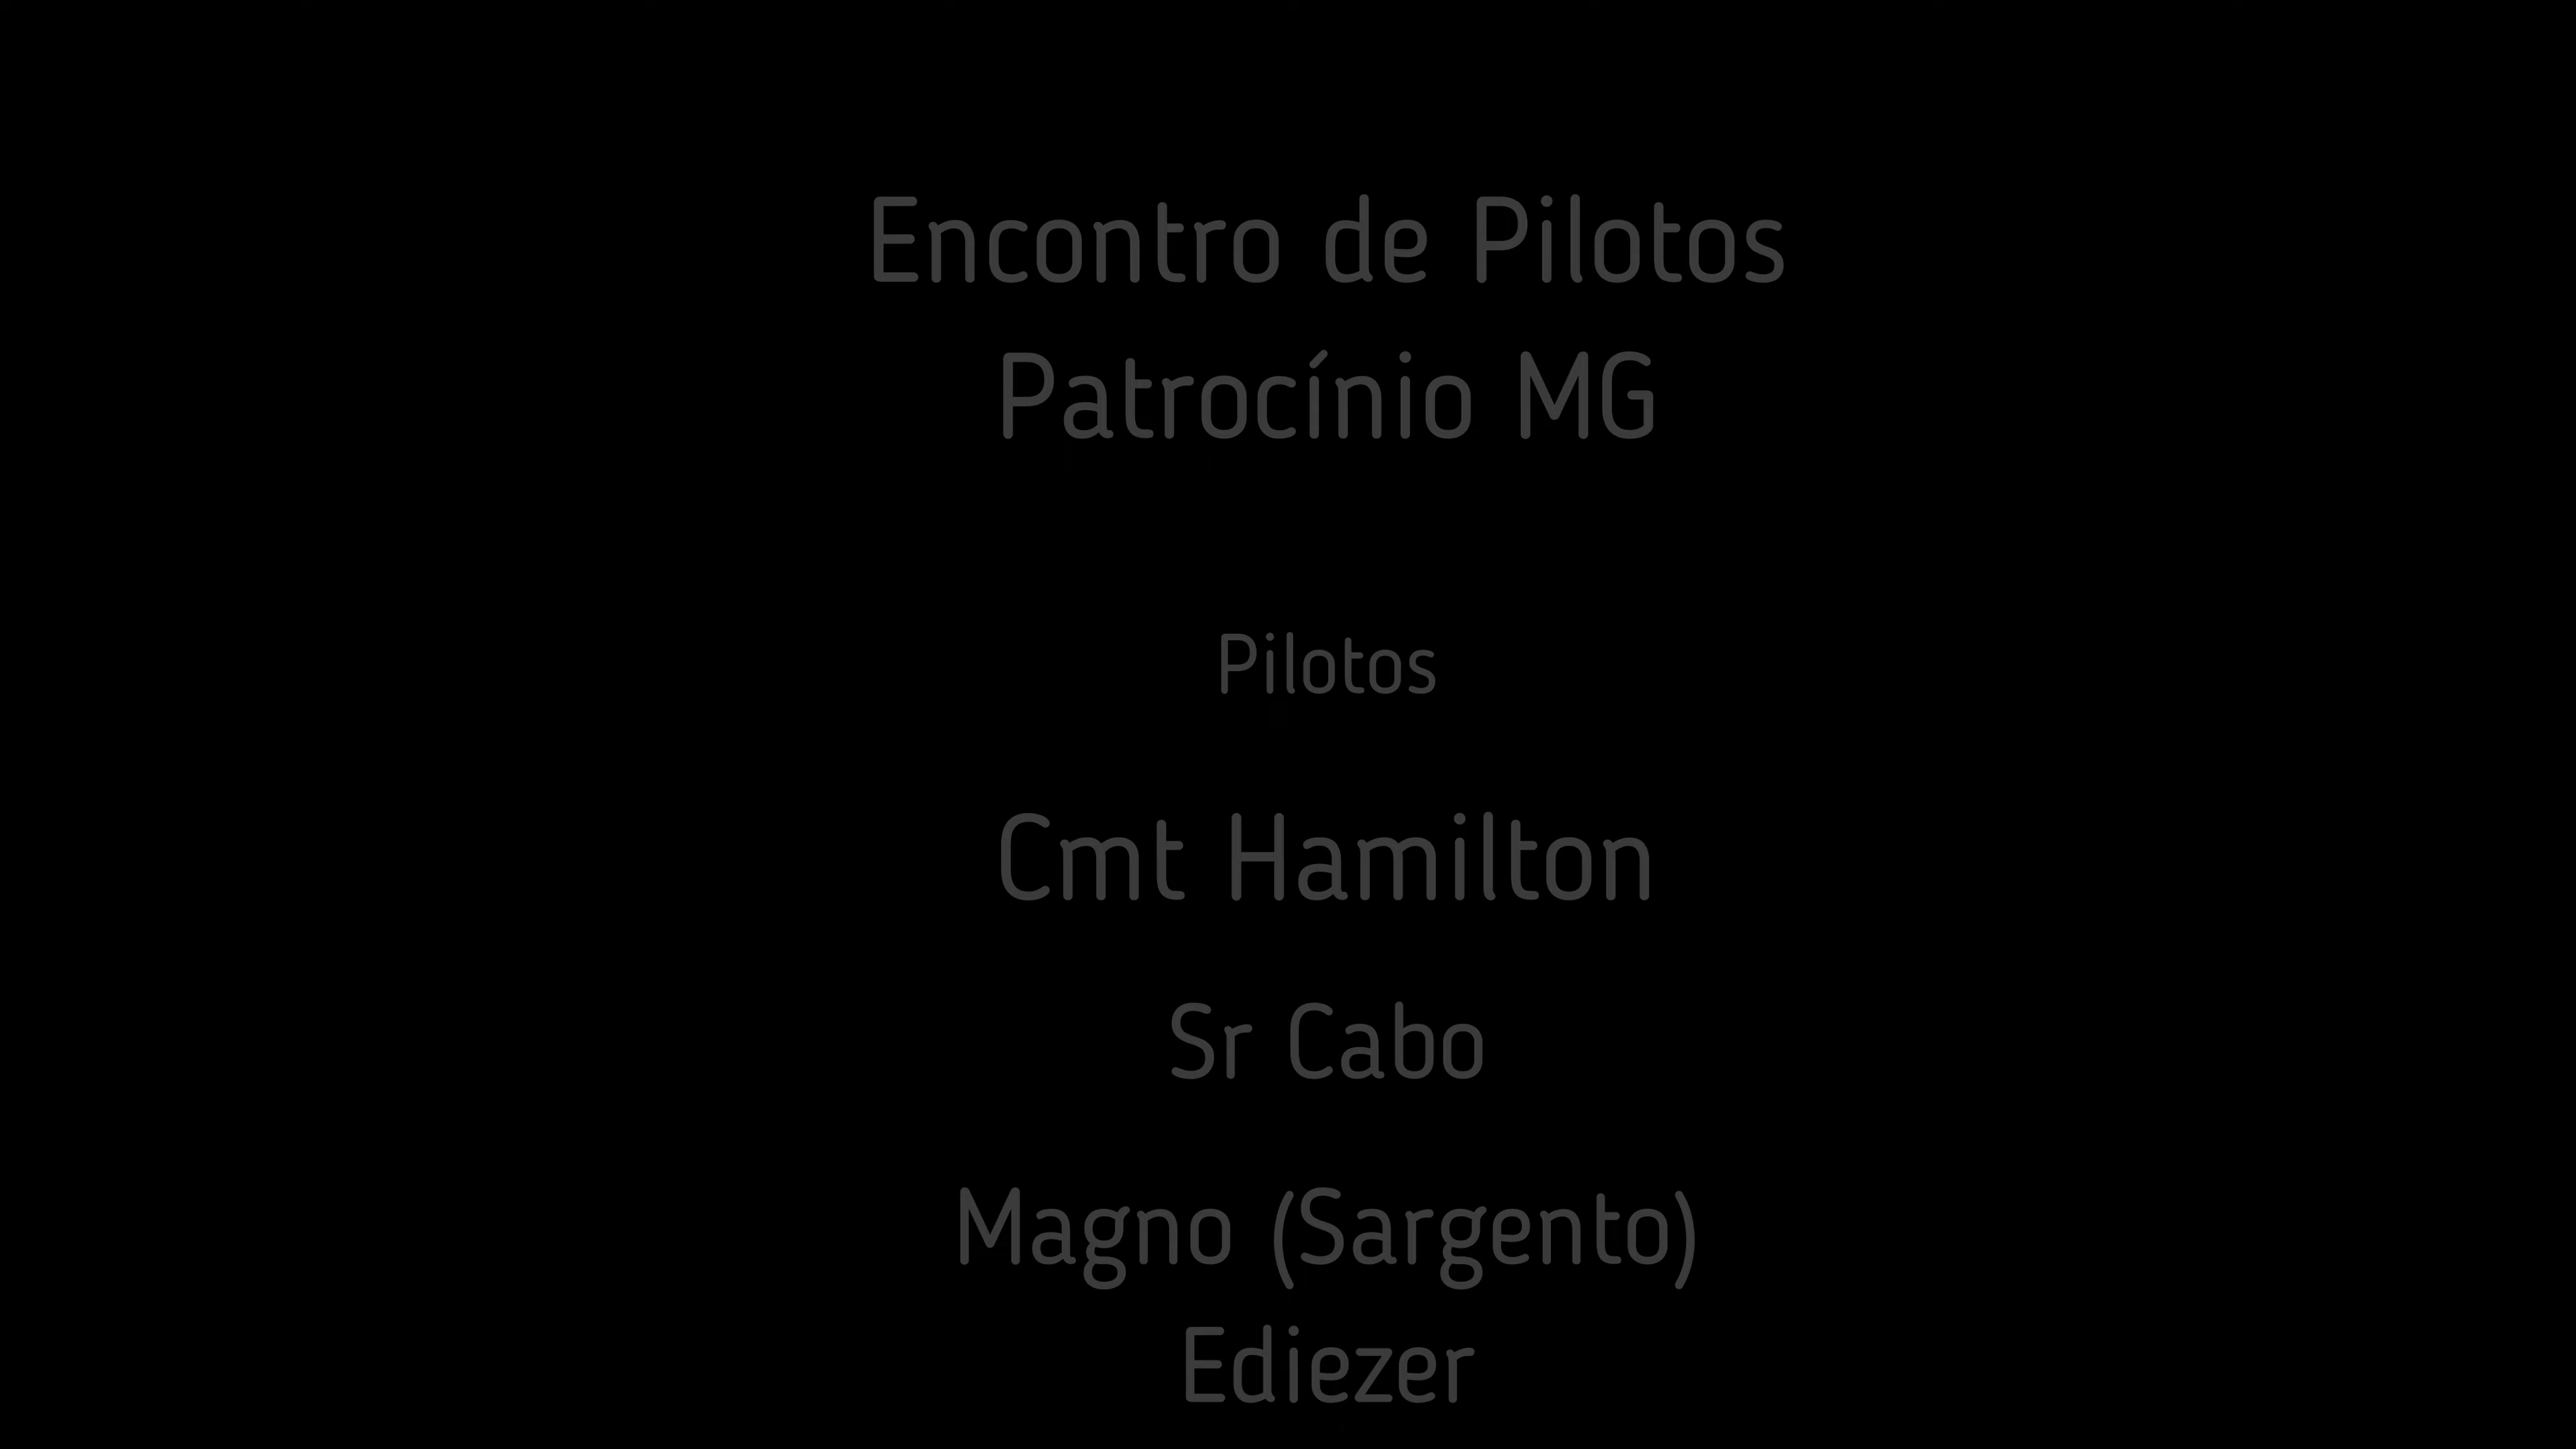 Encontro de Pilotos
Patrocínio MG
Pilotos
Cmt Hamilton
Sr Cabo
Magno (Sargento)
Ediezer